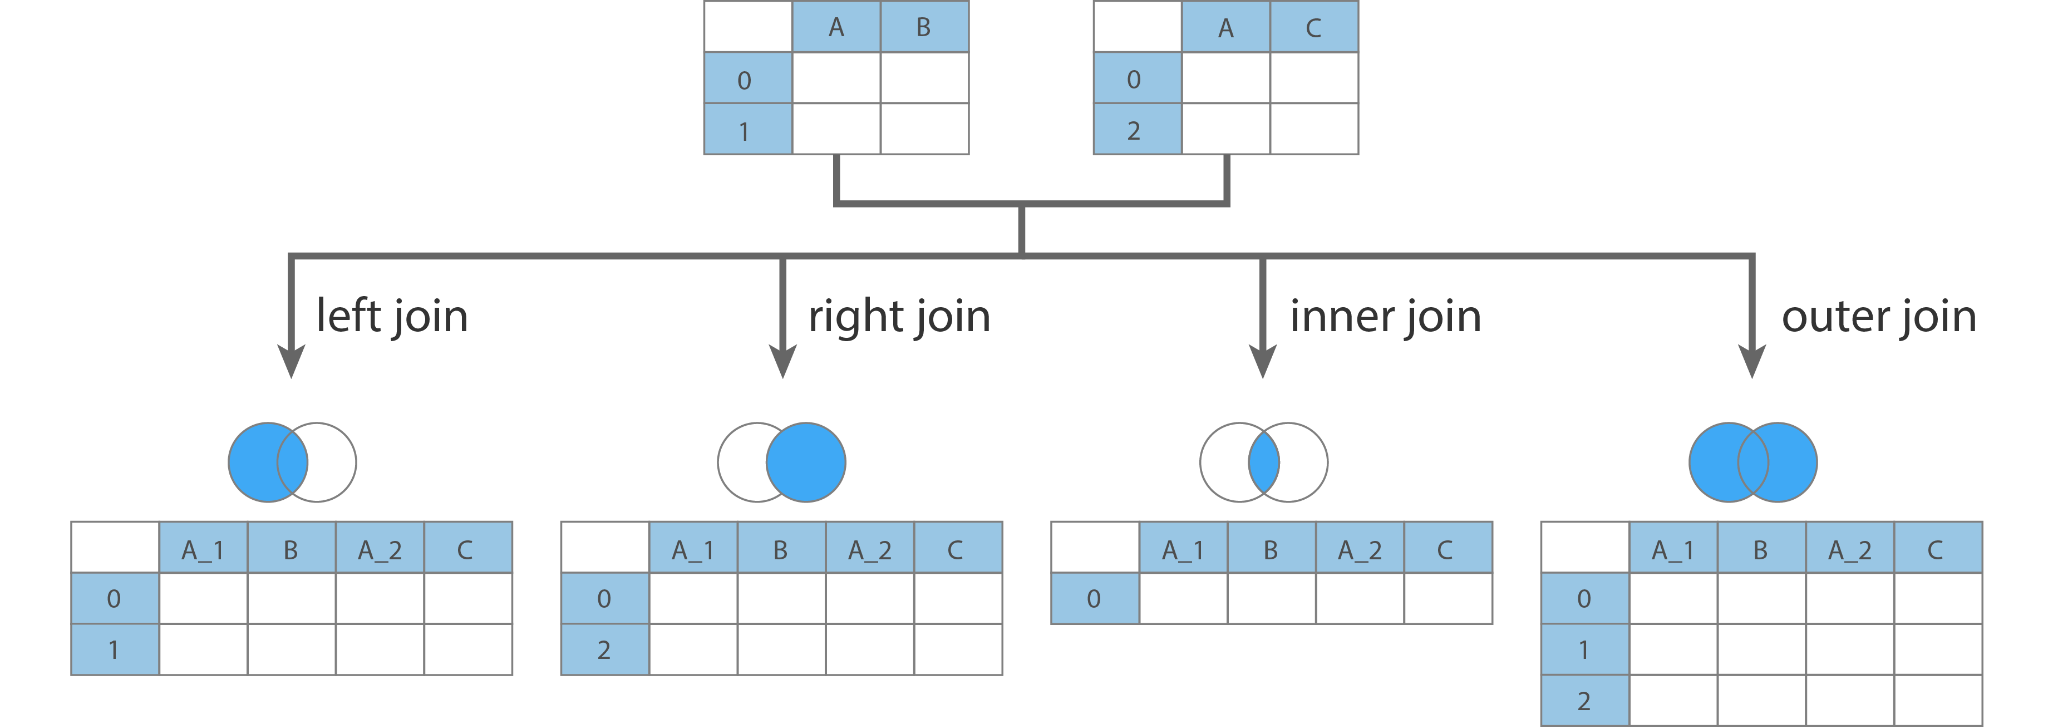 A B
0
1
A C
0
2
left join
right join
inner join
outer join
A_1 B A_2 C
0
1
A_1 B A_2 C
0
2
A_1 B A_2 C
0
A_1 B A_2 C
0
1
2